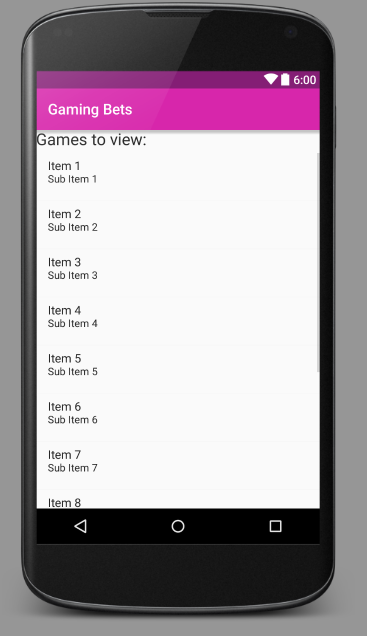 6:00
Gaming Bets
Games to view:
Item 1
Sub Item 1
Item 2
Sub Item 2
Item 3
Sub Item 3
Item 4
Sub Item 4
Item 5
Sub Item 5
Item 6
Sub Item 6
Item 7
Sub Item 7
Item 8